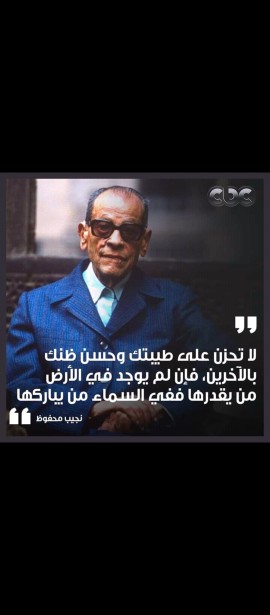 cbc
لا تحزن على طيبتك وحسن ظنك
بالآخرين، فإن لم يوجد في الأرض
من يقدرها ففي السماء من يباركها
نجيب محفوظ